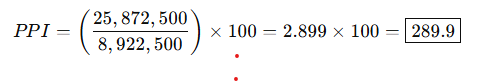 PPI = (25,872,500 / 8,922,500) × 100 = 2.899 × 100 = 289.9